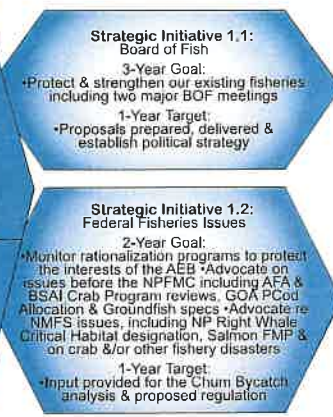 Strategic Initiative 1.1:
Board of Fish
3-Year Goal:
•Protect & strengthen our existing fisheries
including two major BOF meetings
1-Year Target:
•Proposals prepared, delivered &
establish political strategy
Strategic Initiative 1.2:
Federal Fisheries Issues
2-Year Goal:
•Monitor rationalization programs to protect
the interests of the AEB •Advocate on
issues before the NPFMC including AFA &
BSAI Crab Program reviews, GOA PCod
Allocation & Groundfish specs •Advocate re
NMFS issues, including NP Right Whale
Critical Habitat designation, Salmon FMP &
on crab &/or other fishery disasters
1-Year Target:
•Input provided for the Chum Bycatch
analysis & proposed regulation